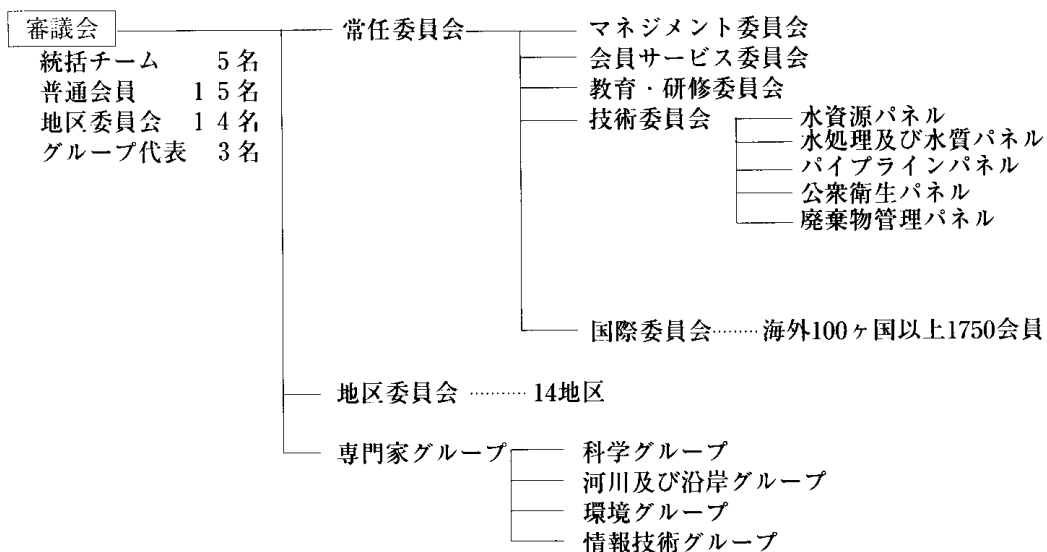 審議会
統括チーム 5名
普通会員 15名
地区委員会 14名
グループ代表 3名
常任委員会
マネジメント委員会
会員サービス委員会
教育・研修委員会
技術委員会
水資源パネル
水処理及び水質パネル
パイプラインパネル
公衆衛生パネル
廃棄物管理パネル
国際委員会………海外100ヶ国以上1750会員
地区委員会………14地区
専門家グループ
科学グループ
河川及び沿岸グループ
環境グループ
情報技術グループ